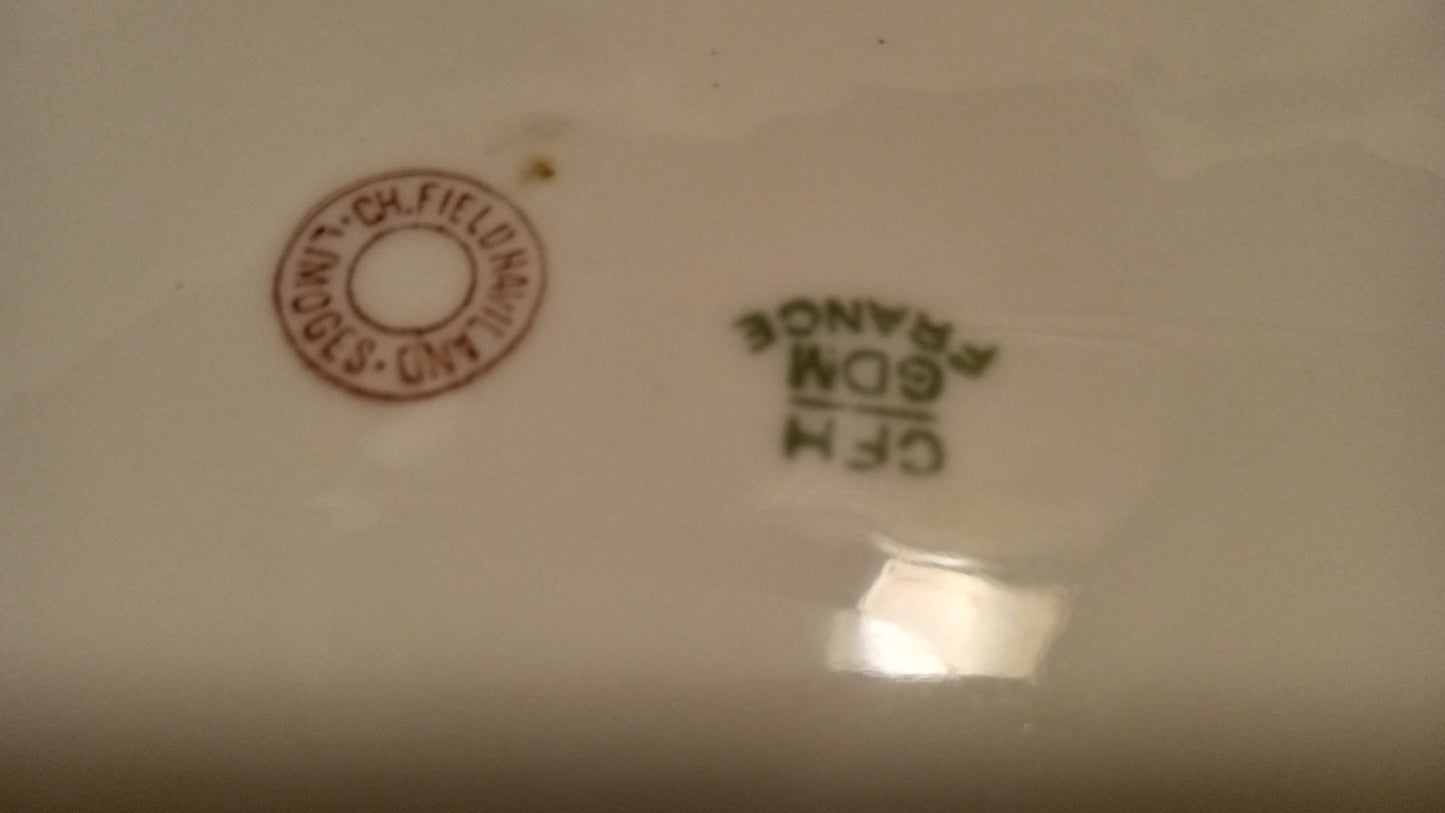 CH. FIELD HAVILAND · LIMOGES ·
CFH
GDM
FRANCE